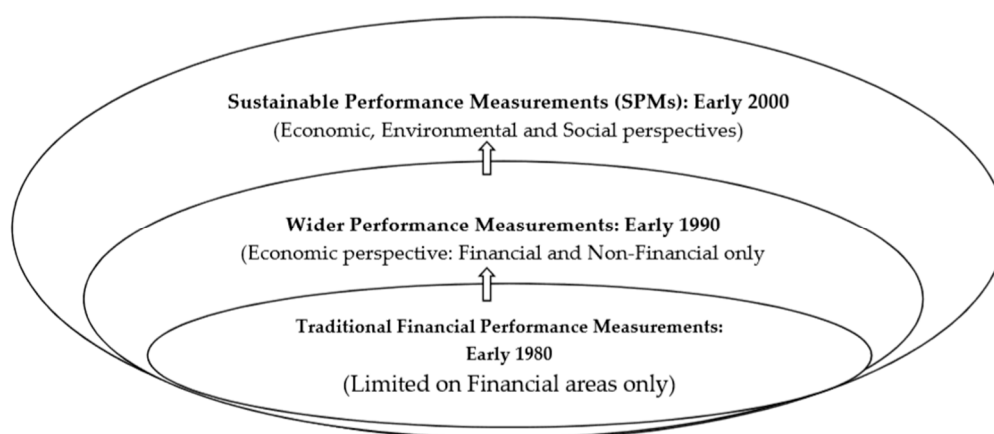 Sustainable Performance Measurements (SPMs): Early 2000
(Economic, Environmental and Social perspectives)
Wider Performance Measurements: Early 1990
(Economic perspective: Financial and Non-Financial only
Traditional Financial Performance Measurements:
Early 1980
(Limited on Financial areas only)